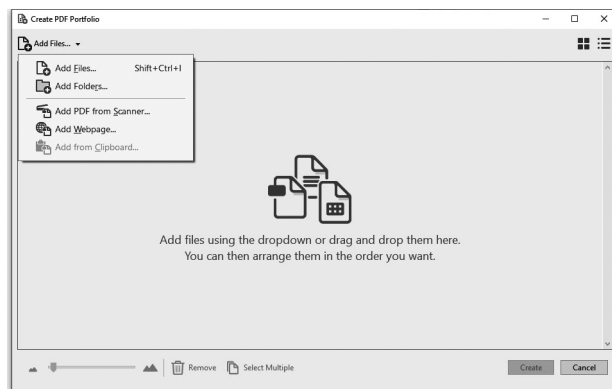 Create PDF Portfolio
Add Files...
Add Files... Shift+Ctrl+I
Add Folders...
Add PDF from Scanner...
Add Webpage...
Add from Clipboard...
Add files using the dropdown or drag and drop them here.
You can then arrange them in the order you want.
Remove Select Multiple Create Cancel